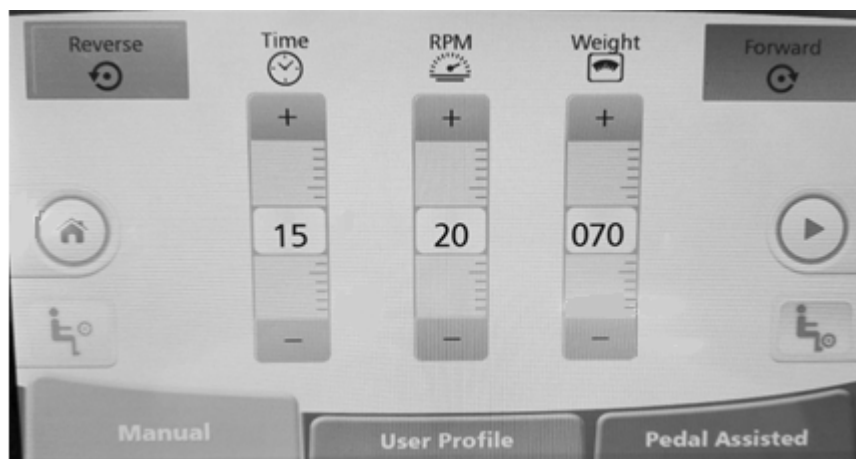 Reverse
Time
RPM
Weight
Forward
+
+
+
15
20
070
−
−
−
Manual
User Profile
Pedal Assisted